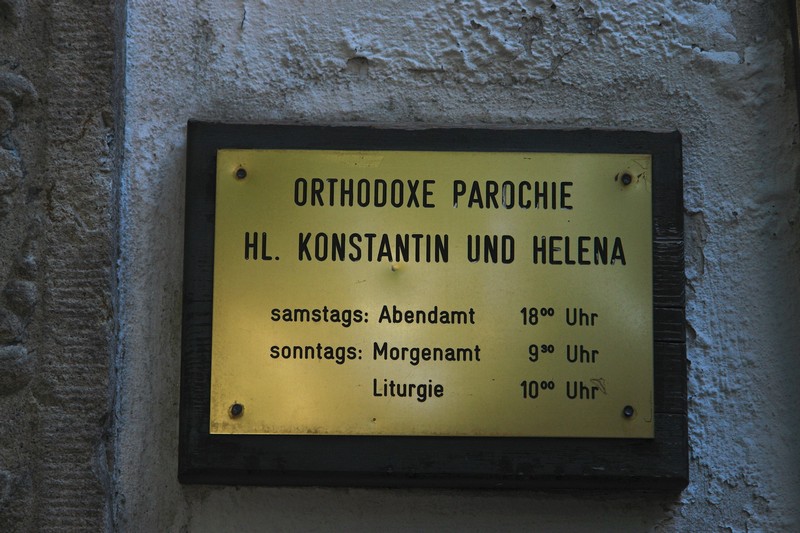 ORTHODOXE PAROCHIE
HL. KONSTANTIN UND HELENA
samstags: Abendamt 18⁰⁰ Uhr
sonntags: Morgenamt 9³⁰ Uhr
Liturgie 10⁰⁰ Uhr